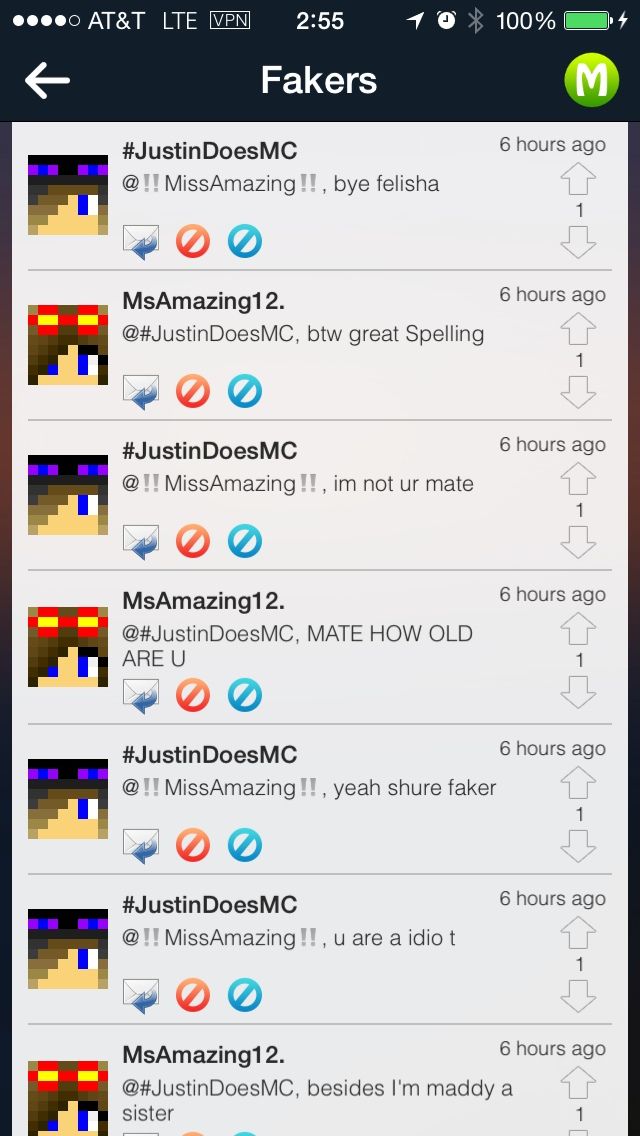 AT&T LTE VPN 2:55 100%
Fakers
M
#JustinDoesMC 6 hours ago
@‼MissAmazing‼, bye felisha
1
MsAmazing12. 6 hours ago
@#JustinDoesMC, btw great Spelling
1
#JustinDoesMC 6 hours ago
@‼MissAmazing‼, im not ur mate
1
MsAmazing12. 6 hours ago
@#JustinDoesMC, MATE HOW OLD
ARE U
1
#JustinDoesMC 6 hours ago
@‼MissAmazing‼, yeah shure faker
1
#JustinDoesMC 6 hours ago
@‼MissAmazing‼, u are a idio t
1
MsAmazing12. 6 hours ago
@#JustinDoesMC, besides I'm maddy a
sister
1